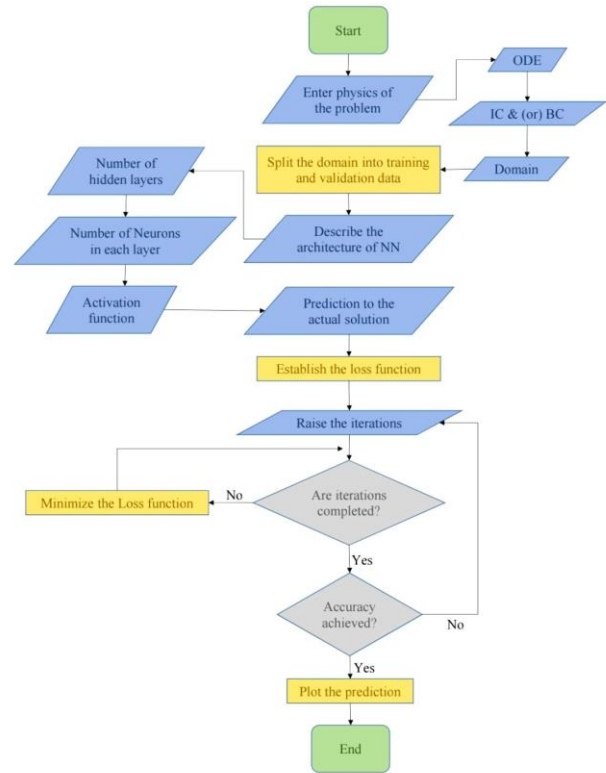 Start
Enter physics of
the problem
ODE
IC & (or) BC
Domain
Split the domain into training
and validation data
Describe the
architecture of NN
Number of
hidden layers
Number of Neurons
in each layer
Activation
function
Prediction to the
actual solution
Establish the loss function
Raise the iterations
Are iterations
completed?
No
Minimize the Loss function
Yes
Accuracy
achieved?
No
Yes
Plot the prediction
End